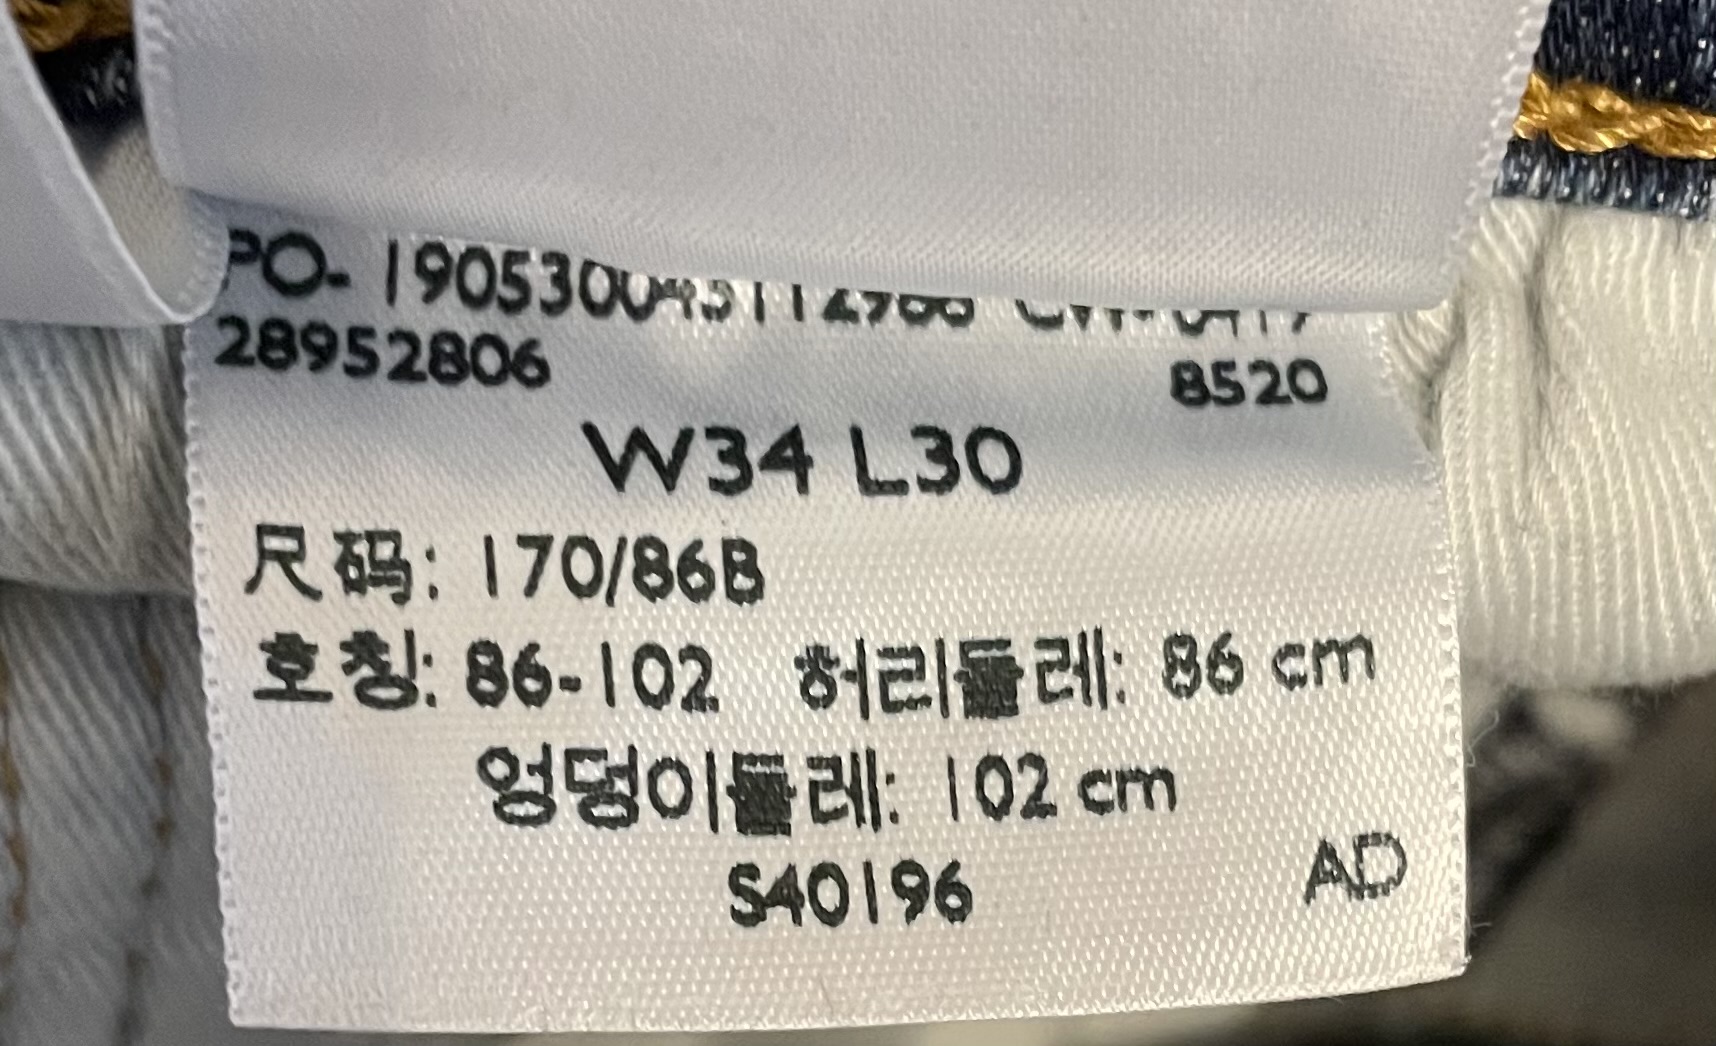 PO- 190530045112988
28952806 8520
W34 L30
尺码: 170/86B
호칭: 86-102 허리둘레: 86 cm
엉덩이둘레: 102 cm
S40196 AD